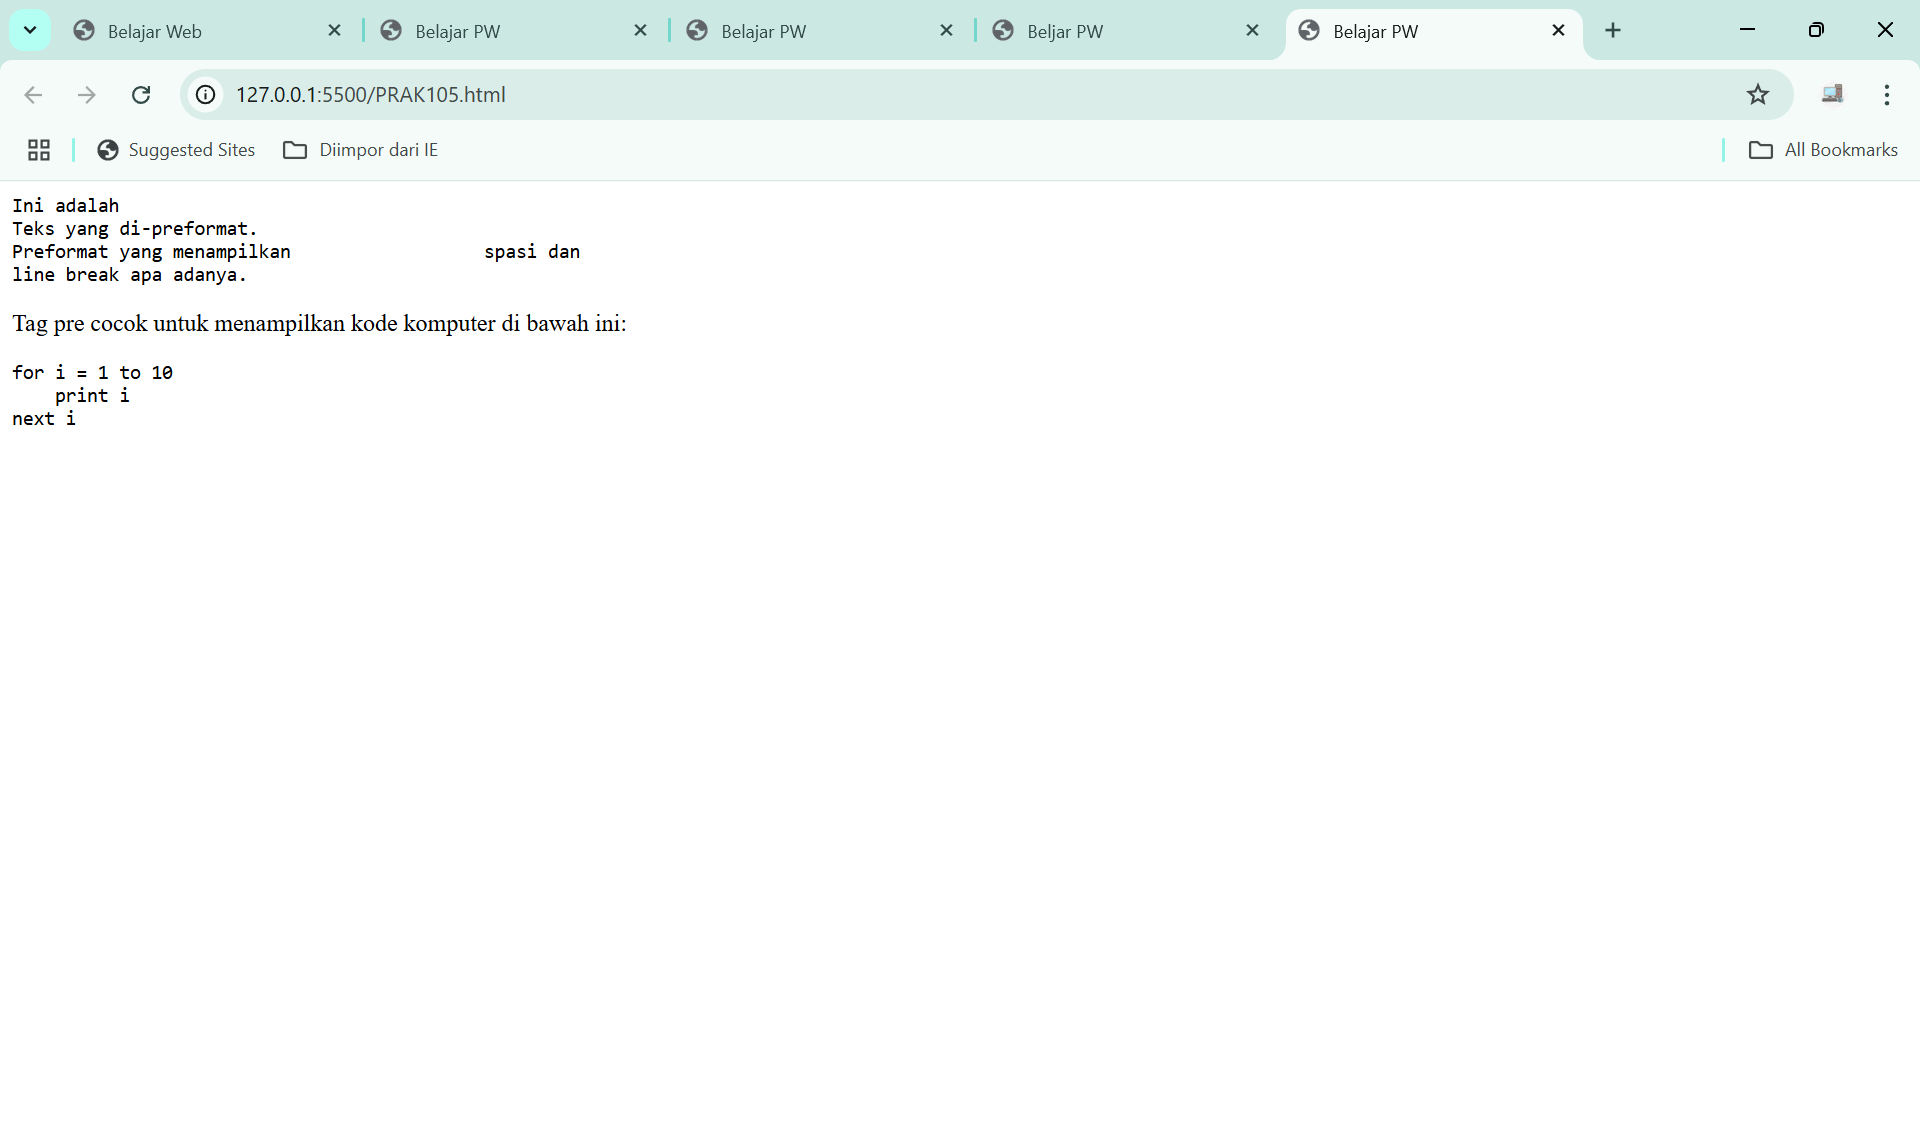 Belajar Web
Belajar PW
Belajar PW
Beljar PW
Belajar PW
127.0.0.1:5500/PRAK105.html
Suggested Sites
Diimpor dari IE
All Bookmarks
Ini adalah
Teks yang di-preformat.
Preformat yang menampilkan                  spasi dan
line break apa adanya.
Tag pre cocok untuk menampilkan kode komputer di bawah ini:
for i = 1 to 10
    print i
next i